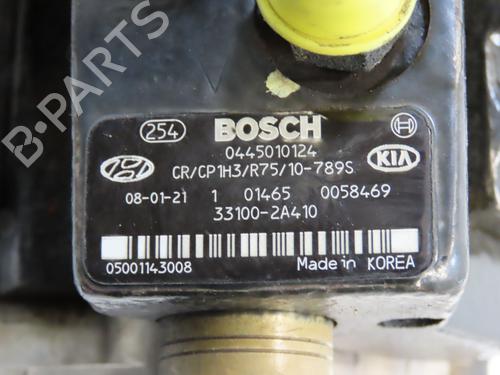 B-PARTS
254 BOSCH
0445010124
CR/CP1H3/R75/10-789S KIA
08-01-21 1 01465 0058469
33100-2A410
05001143008 Made in KOREA